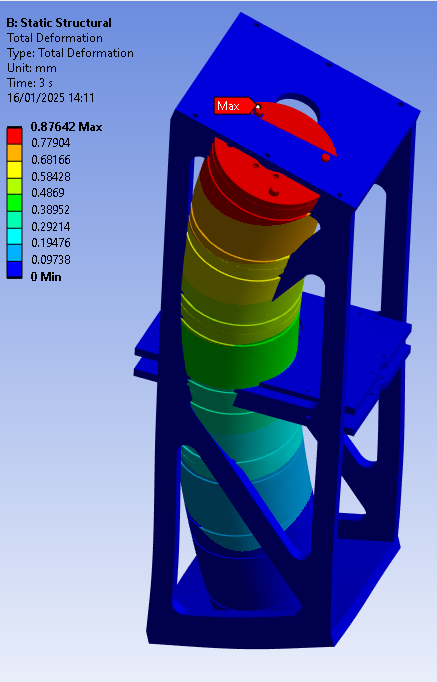 B: Static Structural
Total Deformation
Type: Total Deformation
Unit: mm
Time: 3 s
16/01/2025 14:11
0.87642 Max
0.77904
0.68166
0.58428
0.4869
0.38952
0.29214
0.19476
0.09738
0 Min
Max